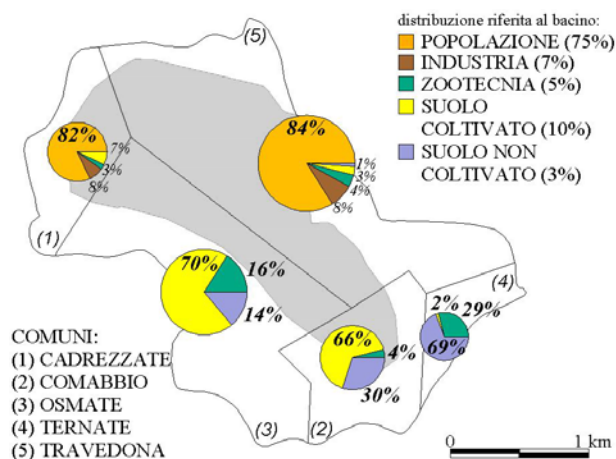 (5)
distribuzione riferita al bacino:
POPOLAZIONE (75%)
INDUSTRIA (7%)
ZOOTECNIA (5%)
SUOLO
COLTIVATO (10%)
SUOLO NON
COLTIVATO (3%)
82%
7%
3%
8%
84%
1%
3%
4%
8%
(1)
70%
16%
14%
(4)
2%
29%
69%
66%
4%
30%
COMUNI:
(1) CADREZZATE
(2) COMABBIO
(3) OSMATE
(4) TERNATE
(5) TRAVEDONA
(3)
(2)
0
1 km